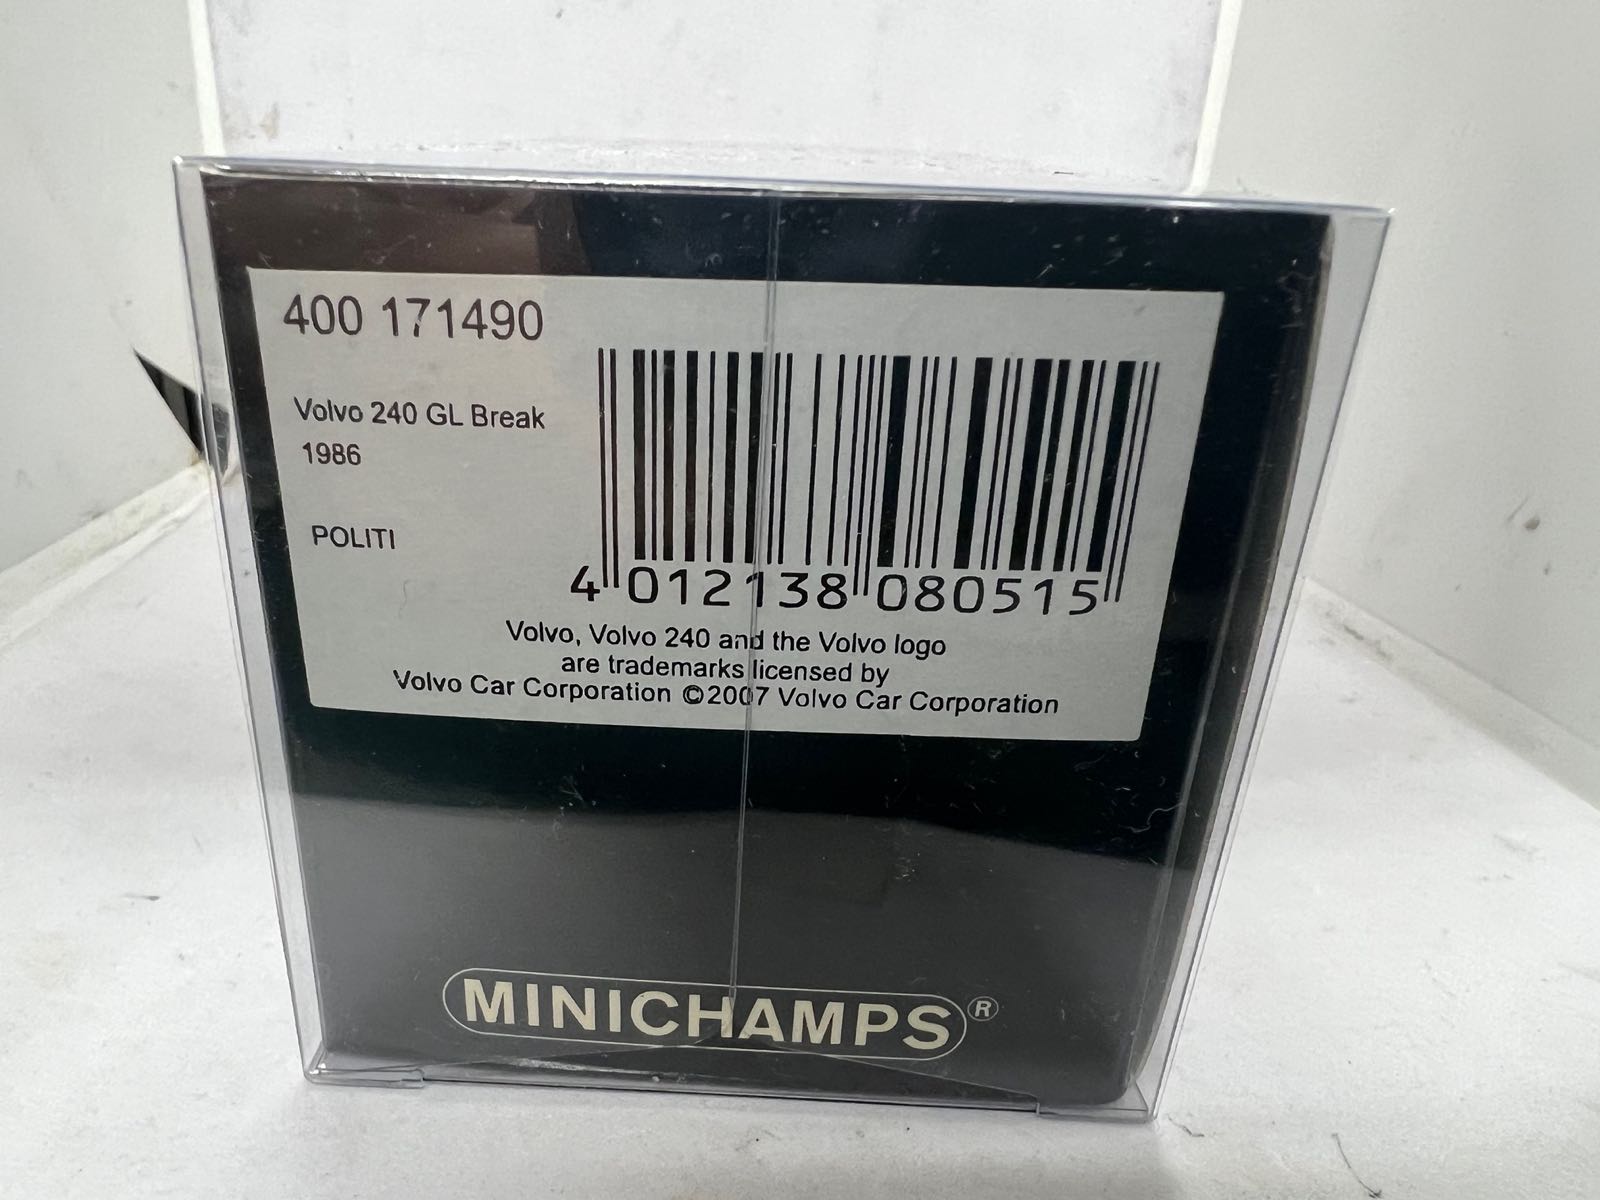 400 171490
Volvo 240 GL Break
1986
POLITI
4 012138 080515
Volvo, Volvo 240 and the Volvo logo
are trademarks licensed by
Volvo Car Corporation ©2007 Volvo Car Corporation
MINICHAMPS®